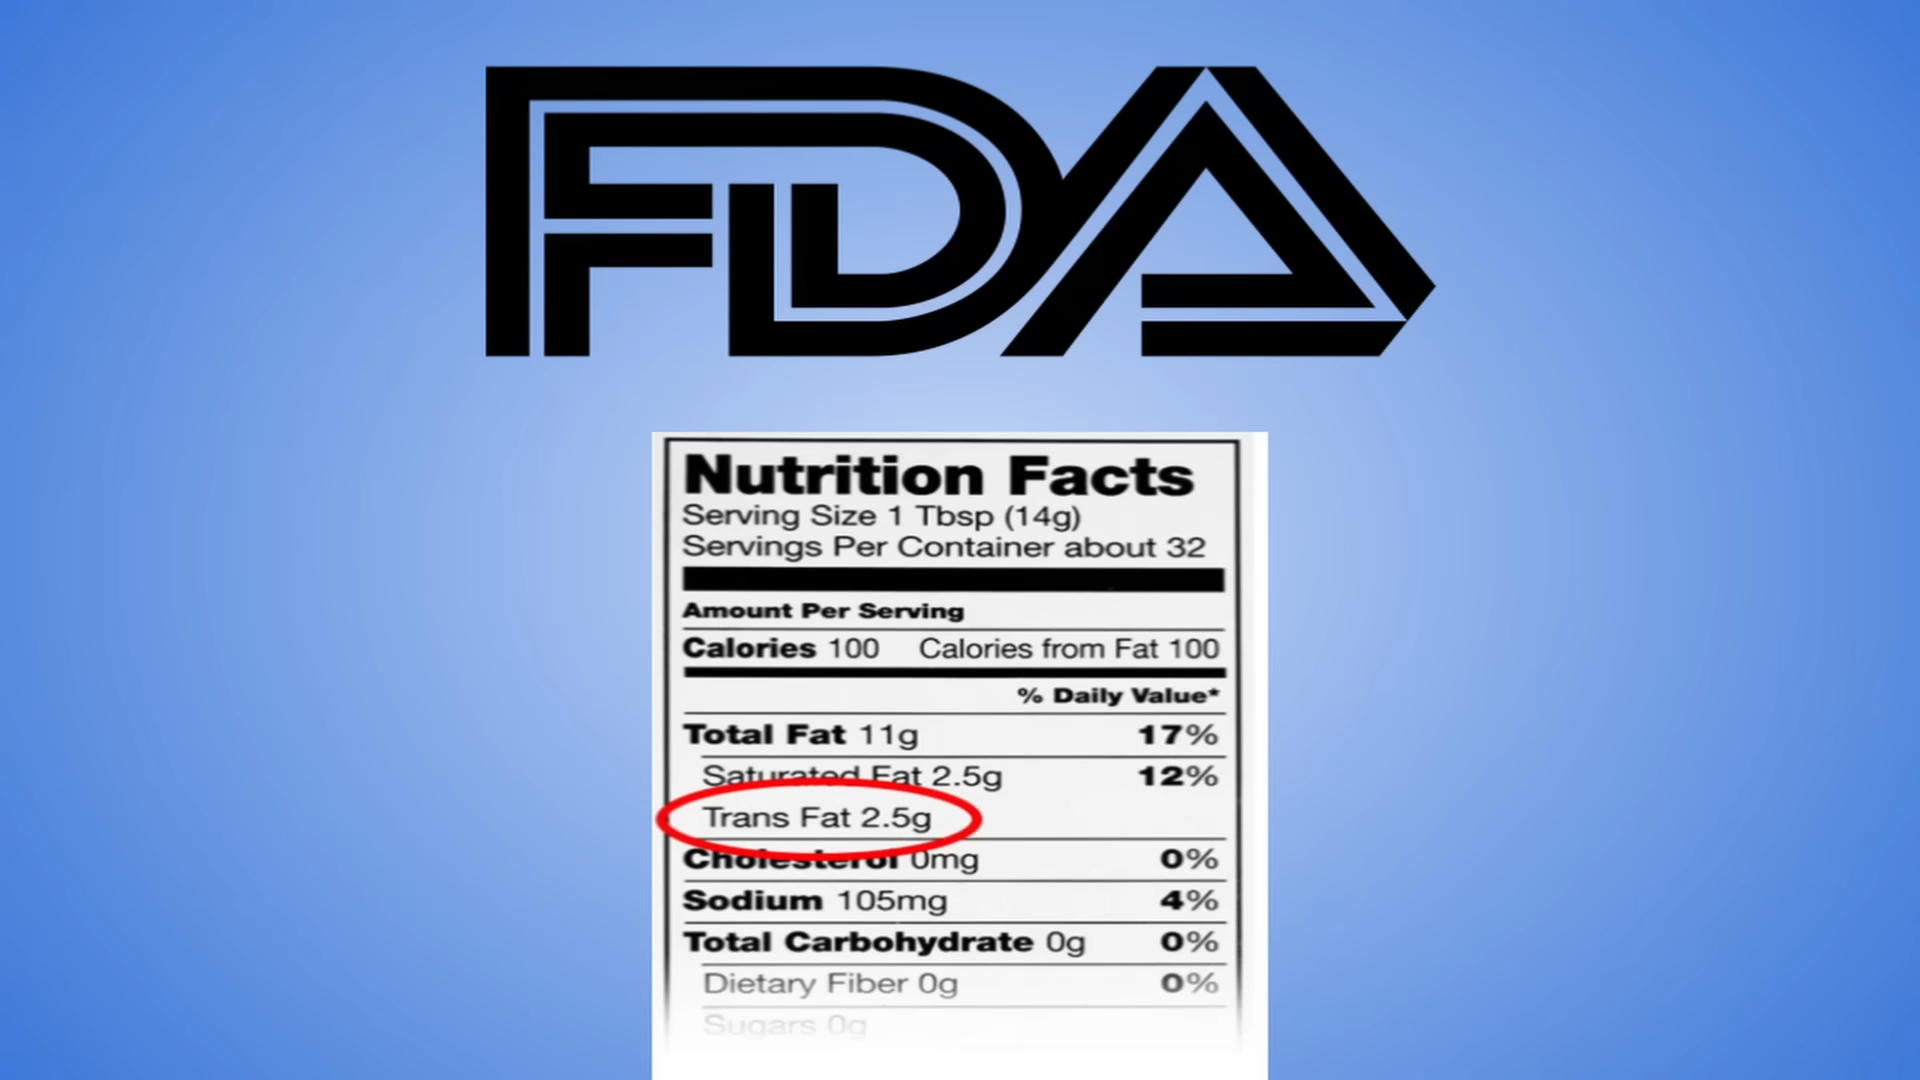 FDA
Nutrition Facts
Serving Size 1 Tbsp (14g)
Servings Per Container about 32
Amount Per Serving
Calories 100 Calories from Fat 100
% Daily Value*
Total Fat 11g 17%
Saturated Fat 2.5g 12%
Trans Fat 2.5g
Cholesterol 0mg 0%
Sodium 105mg 4%
Total Carbohydrate 0g 0%
Dietary Fiber 0g 0%
Sugars 0g